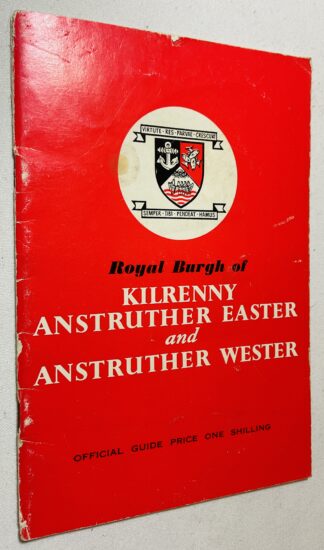 VIRTUTE · RES · PARVAE · CRESCUNT
SEMPER · TIBI · PENDEAT · HAMUS
Royal Burgh of
KILRENNY
ANSTRUTHER EASTER
and
ANSTRUTHER WESTER
OFFICIAL GUIDE PRICE ONE SHILLING